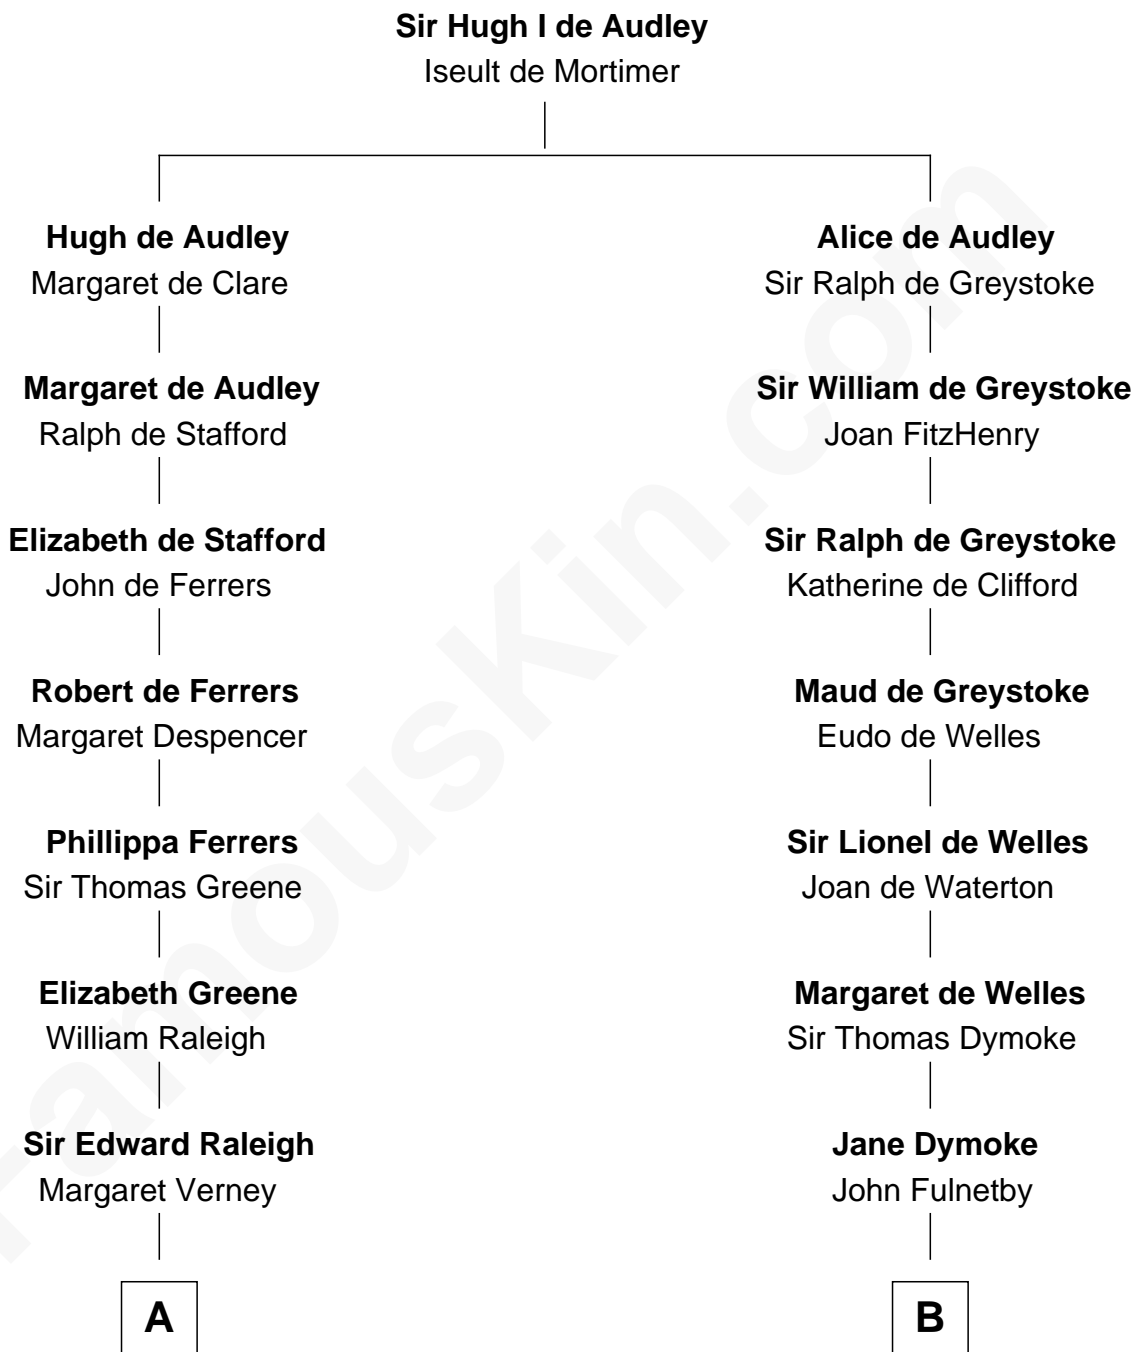 Sir Hugh I de Audley
Iseult de Mortimer
Hugh de Audley
Margaret de Clare
Margaret de Audley
Ralph de Stafford
Elizabeth de Stafford
John de Ferrers
Robert de Ferrers
Margaret Despencer
Phillippa Ferrers
Sir Thomas Greene
Elizabeth Greene
William Raleigh
Sir Edward Raleigh
Margaret Verney
A
Alice de Audley
Sir Ralph de Greystoke
Sir William de Greystoke
Joan FitzHenry
Sir Ralph de Greystoke
Katherine de Clifford
Maud de Greystoke
Eudo de Welles
Sir Lionel de Welles
Joan de Waterton
Margaret de Welles
Sir Thomas Dymoke
Jane Dymoke
John Fulnetby
B
FamousKin.com